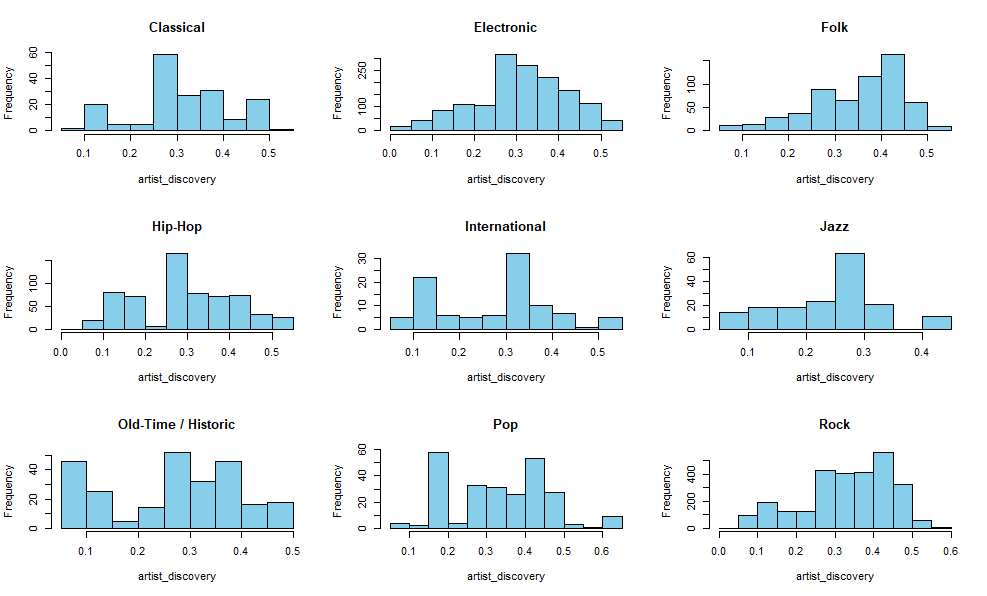 Classical
Frequency
0 20 40 60
0.1 0.2 0.3 0.4 0.5
artist_discovery
Electronic
Frequency
0 100 250
0.0 0.1 0.2 0.3 0.4 0.5
artist_discovery
Folk
Frequency
0 50 100
0.1 0.2 0.3 0.4 0.5
artist_discovery
Hip-Hop
Frequency
0 50 100
0.0 0.1 0.2 0.3 0.4 0.5
artist_discovery
International
Frequency
0 10 20 30
0.1 0.2 0.3 0.4 0.5
artist_discovery
Jazz
Frequency
0 20 40 60
0.1 0.2 0.3 0.4
artist_discovery
Old-Time / Historic
Frequency
0 20 40
0.1 0.2 0.3 0.4 0.5
artist_discovery
Pop
Frequency
0 20 40 60
0.1 0.2 0.3 0.4 0.5 0.6
artist_discovery
Rock
Frequency
0 200 400
0.0 0.1 0.2 0.3 0.4 0.5 0.6
artist_discovery